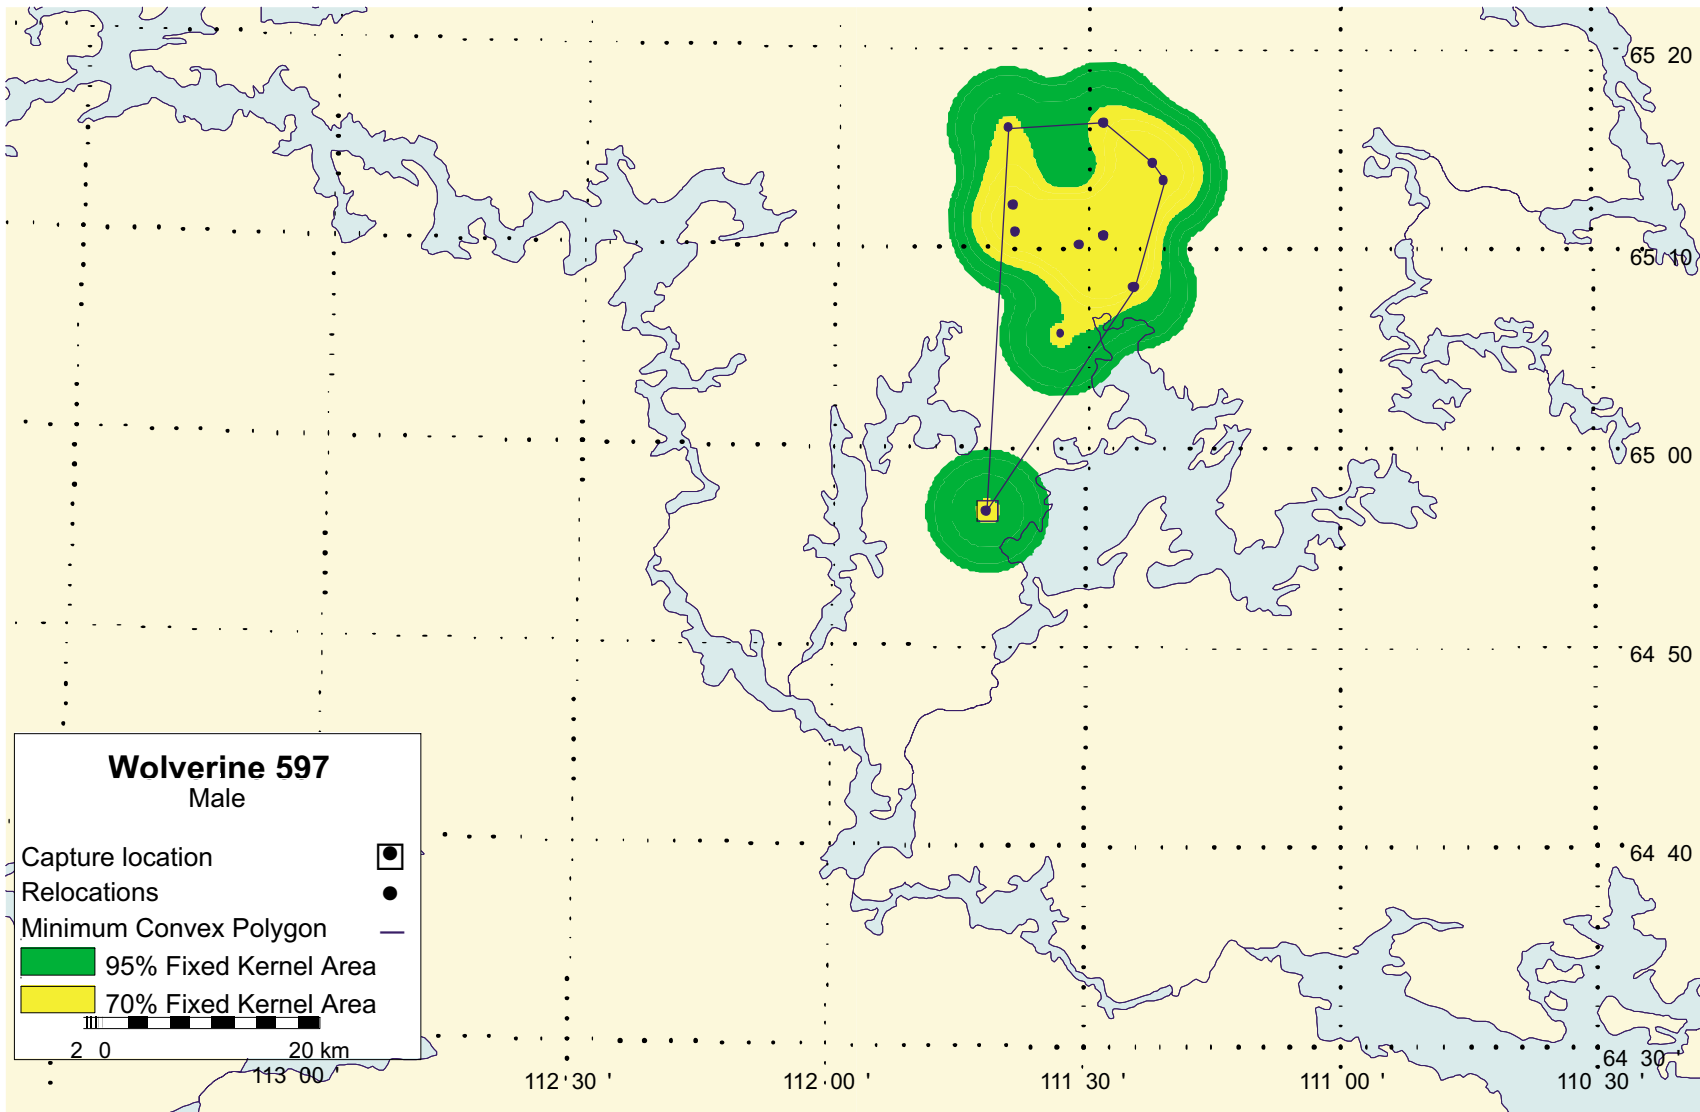 65 20
65 10
65 00
64 50
64 40
64 30 '
Wolverine 597
Male
Capture location
Relocations
Minimum Convex Polygon
95% Fixed Kernel Area
70% Fixed Kernel Area
2 0 20 km
113 00 ' 112 30 ' 112 00 ' 111 30 ' 111 00 ' 110 30 '